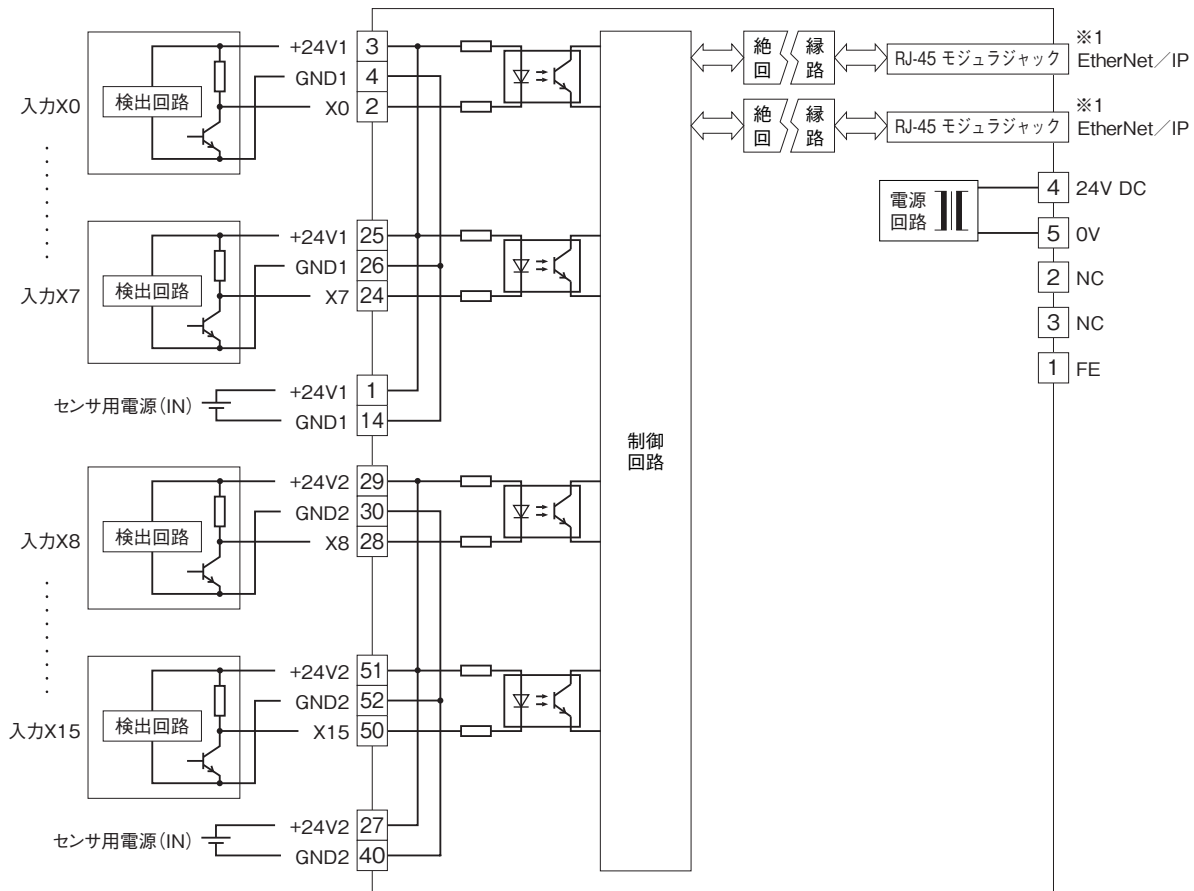 入力X0
検出回路
+24V1 3
GND1 4
X0 2
入力X7
検出回路
+24V1 25
GND1 26
X7 24
センサ用電源(IN)
+24V1 1
GND1 14
入力X8
検出回路
+24V2 29
GND2 30
X8 28
入力X15
検出回路
+24V2 51
GND2 52
X15 50
センサ用電源(IN)
+24V2 27
GND2 40
制御
回路
絶 縁
回 路
RJ-45 モジュラジャック
※1
EtherNet/IP
絶 縁
回 路
RJ-45 モジュラジャック
※1
EtherNet/IP
電源
回路
4 24V DC
5 0V
2 NC
3 NC
1 FE